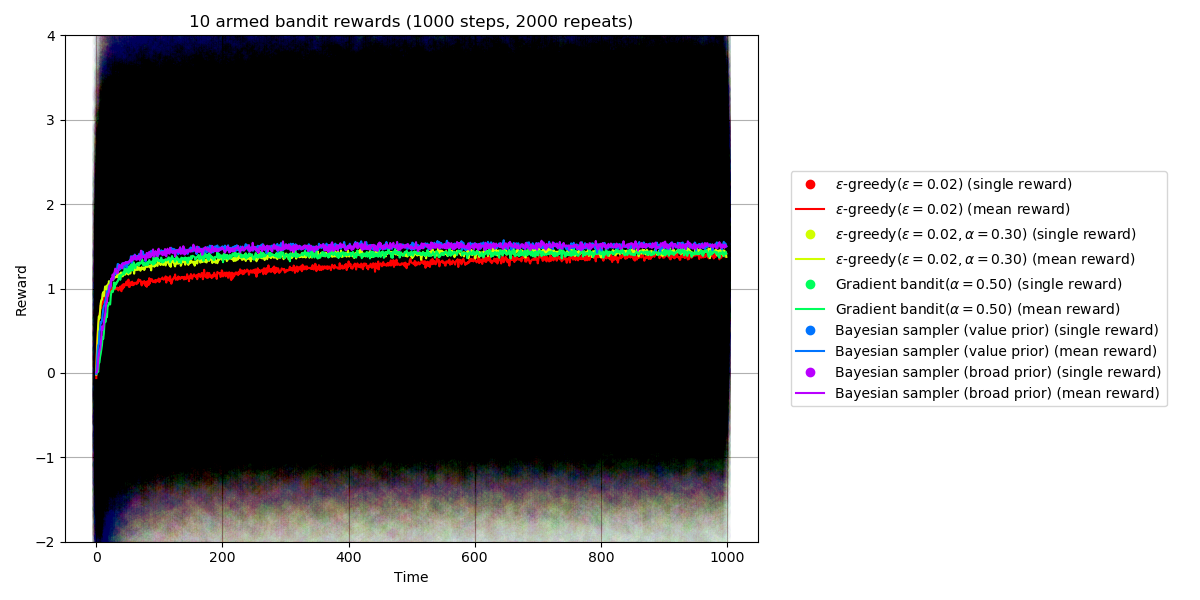 10 armed bandit rewards (1000 steps, 2000 repeats)
4
3
2
1
0
−1
−2
Reward
0
200
400
600
800
1000
Time
ε-greedy(ε = 0.02) (single reward)
ε-greedy(ε = 0.02) (mean reward)
ε-greedy(ε = 0.02, α = 0.30) (single reward)
ε-greedy(ε = 0.02, α = 0.30) (mean reward)
Gradient bandit(α = 0.50) (single reward)
Gradient bandit(α = 0.50) (mean reward)
Bayesian sampler (value prior) (single reward)
Bayesian sampler (value prior) (mean reward)
Bayesian sampler (broad prior) (single reward)
Bayesian sampler (broad prior) (mean reward)